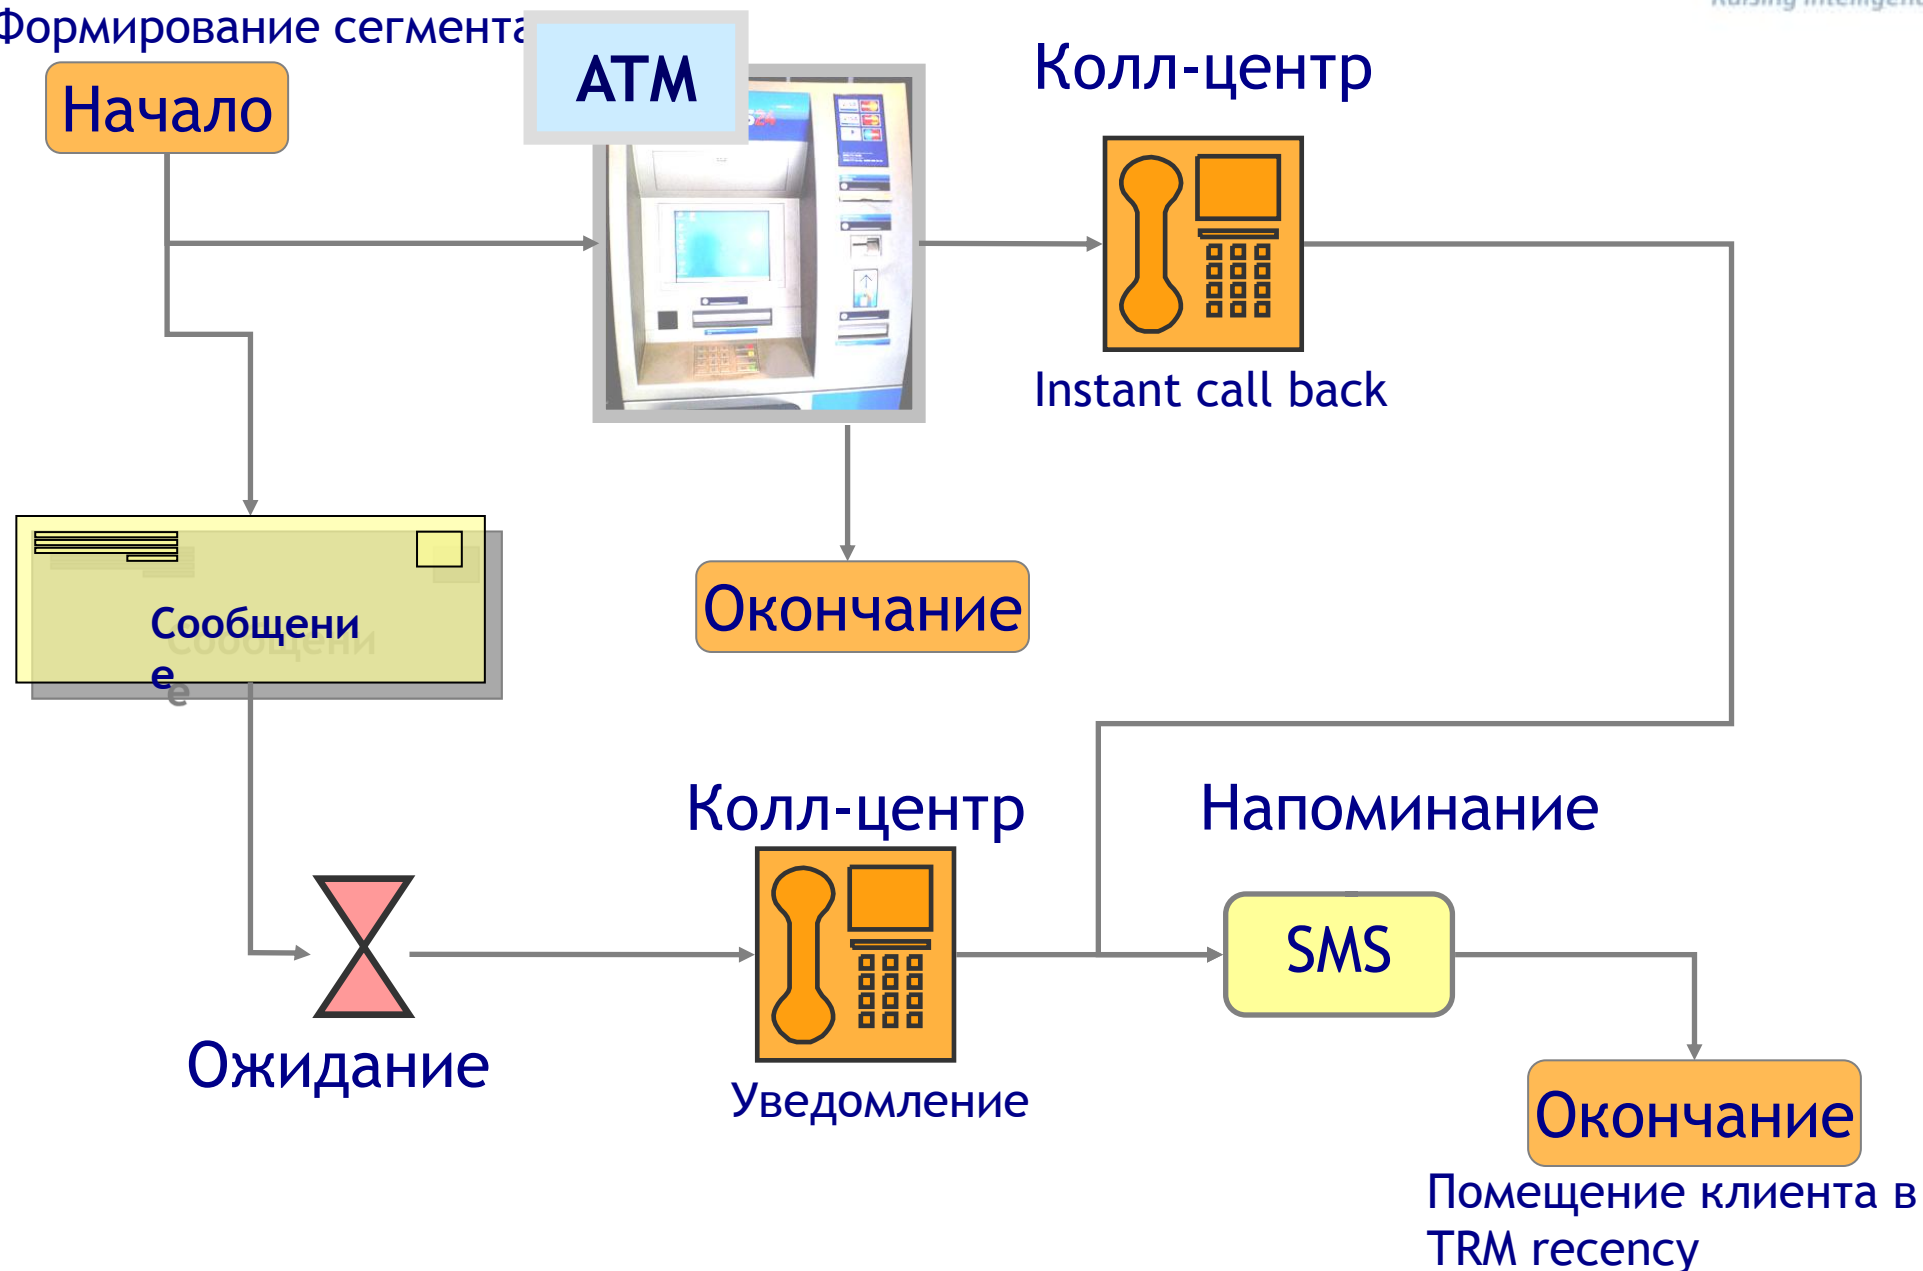 Формирование сегмента
ATM
Колл-центр
Начало
Instant call back
Сообщени
е
Окончание
Колл-центр
Напоминание
SMS
Ожидание
Уведомление
Окончание
Помещение клиента в
TRM recency